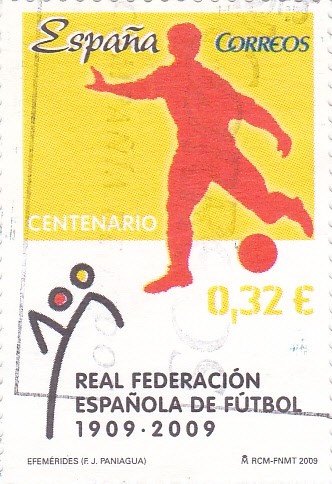 España CORREOS
CENTENARIO
0,32 €
REAL FEDERACIÓN
ESPAÑOLA DE FÚTBOL
1909·2009
EFEMÉRIDES (F. J. PANIAGUA) RCM-FNMT 2009